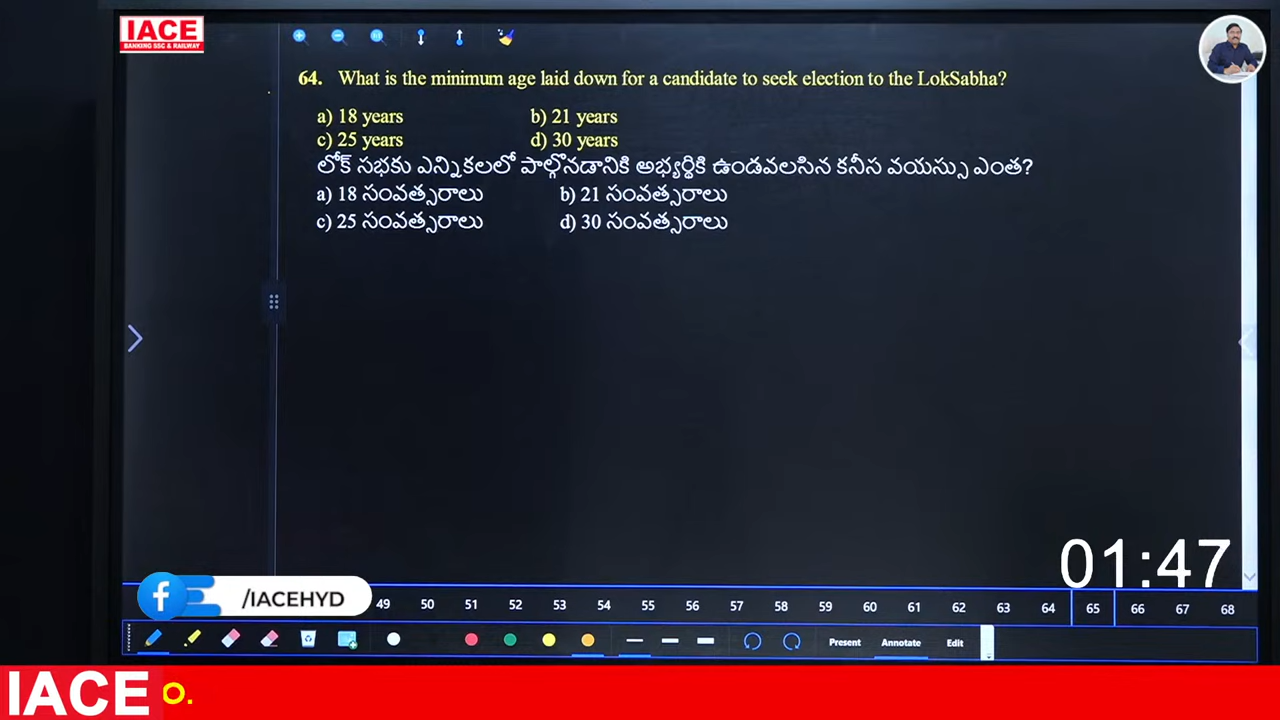 IACE
BANKING SSC & RAILWAY
64. What is the minimum age laid down for a candidate to seek election to the LokSabha?
a) 18 years b) 21 years
c) 25 years d) 30 years
లోక్ సభకు ఎన్నికలలో పాల్గొనడానికి అభ్యర్థికి ఉండవలసిన కనీస వయస్సు ఎంత?
a) 18 సంవత్సరాలు b) 21 సంవత్సరాలు
c) 25 సంవత్సరాలు d) 30 సంవత్సరాలు
01:47
f /IACEHYD
49 50 51 52 53 54 55 56 57 58 59 60 61 62 63 64 65 66 67 68
Present Annotate Edit
IACE O.